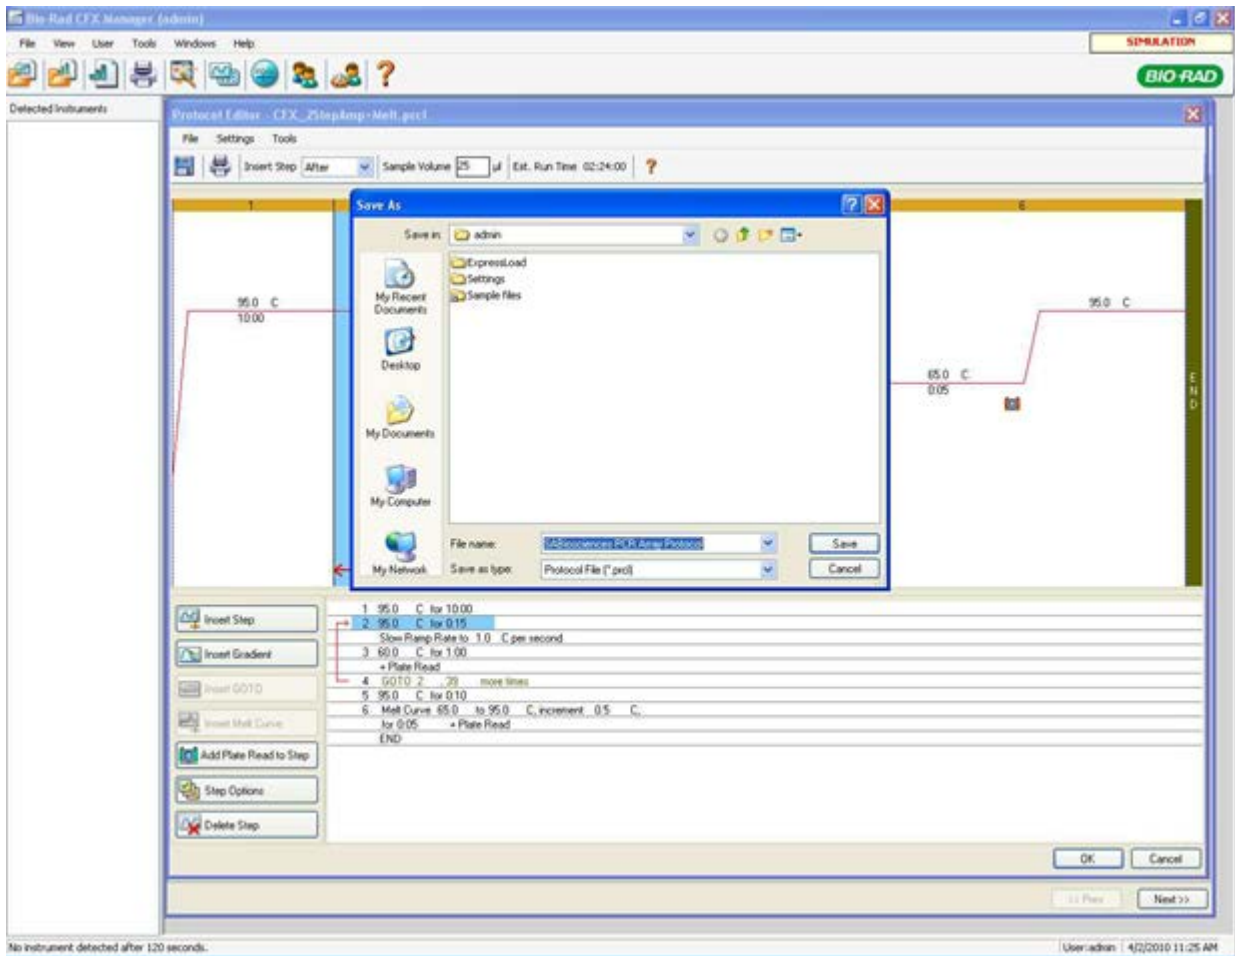 Bio-Rad CFX Manager (admin)
File View User Tools Windows Help
SIMULATION
BIO-RAD
Detected Instruments
Protocol Editor - CFX_2StepAmp+Melt.prcl
File Settings Tools
Insert Step After Sample Volume 25 µl Est. Run Time 02:24:00
1 6
Save As
Save in: admin
ExpressLoad
Settings
Sample files
My Recent Documents
Desktop
My Documents
My Computer
My Network
95.0 C
10:00
95.0 C
65.0 C
0:05
END
File name: SABiosciences PCR Array Protocol Save
Save as type: Protocol File (*.prcl) Cancel
Insert Step
Insert Gradient
Insert GOTO
Insert Melt Curve
Add Plate Read to Step
Step Options
Delete Step
1 95.0 C for 10:00
2 95.0 C for 0:15
Slow Ramp Rate to 1.0 C per second
3 60.0 C for 1:00
+ Plate Read
4 GOTO 2 , 39 more times
5 95.0 C for 0:10
6 Melt Curve 65.0 to 95.0 C, increment 0.5 C,
for 0:05 + Plate Read
END
OK Cancel
<< Prev Next >>
No instrument detected after 120 seconds.
User: admin 4/2/2010 11:25 AM